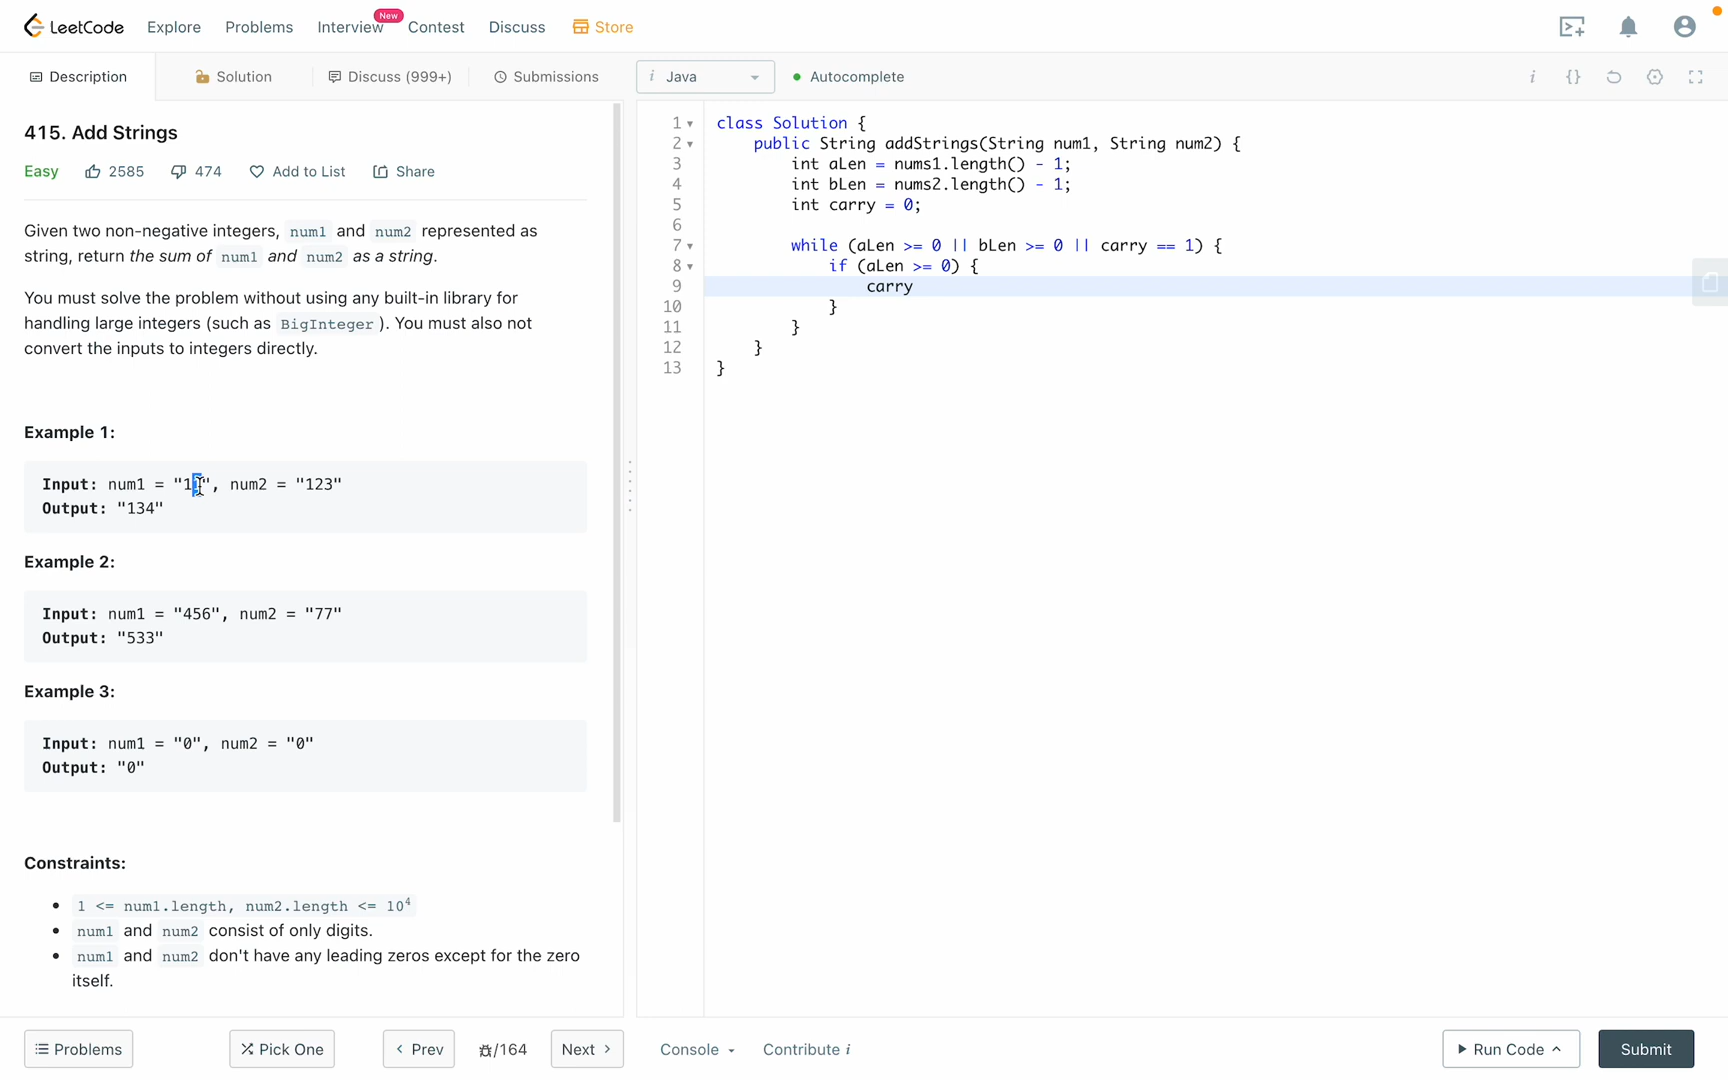 LeetCode Explore Problems Interview New Contest Discuss Store
Description Solution Discuss (999+) Submissions
i Java Autocomplete i {}
415. Add Strings
Easy 2585 474 Add to List Share
Given two non-negative integers, num1 and num2 represented as
string, return the sum of num1 and num2 as a string.
You must solve the problem without using any built-in library for
handling large integers (such as BigInteger ). You must also not
convert the inputs to integers directly.
Example 1:
Input: num1 = "11", num2 = "123"
Output: "134"
Example 2:
Input: num1 = "456", num2 = "77"
Output: "533"
Example 3:
Input: num1 = "0", num2 = "0"
Output: "0"
Constraints:
• 1 <= num1.length, num2.length <= 10⁴
• num1 and num2 consist of only digits.
• num1 and num2 don't have any leading zeros except for the zero
itself.
1 class Solution {
2 public String addStrings(String num1, String num2) {
3 int aLen = nums1.length() - 1;
4 int bLen = nums2.length() - 1;
5 int carry = 0;
6
7 while (aLen >= 0 || bLen >= 0 || carry == 1) {
8 if (aLen >= 0) {
9 carry
10 }
11 }
12 }
13 }
Problems Pick One Prev /164 Next Console Contribute i Run Code Submit